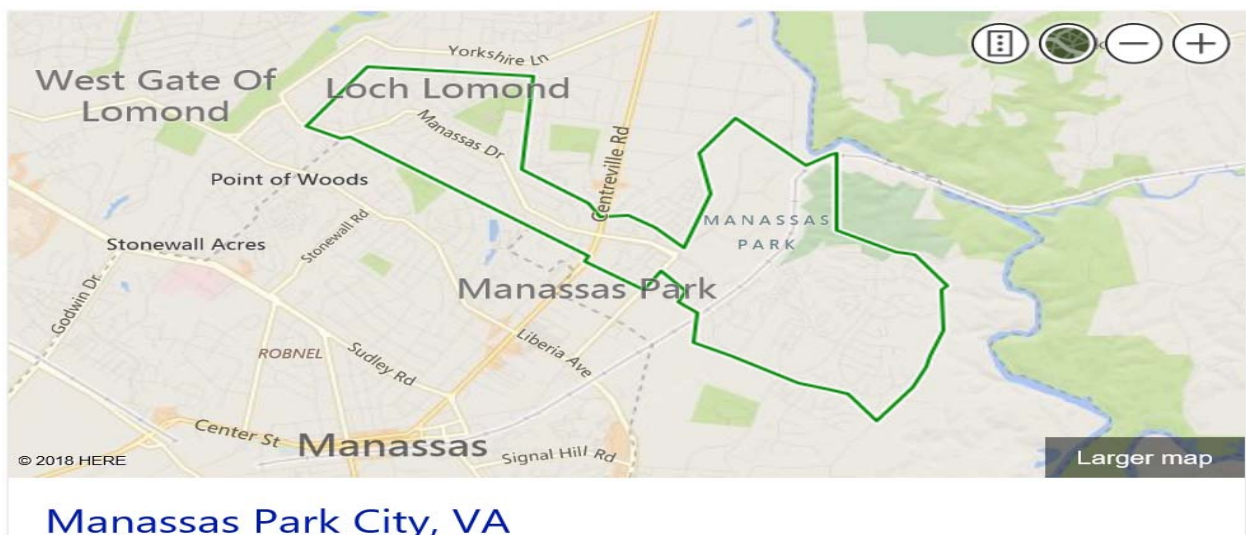 Yorkshire Ln
West Gate Of
Lomond
Loch Lomond
Manassas Dr
Centreville Rd
Point of Woods
MANASSAS
PARK
Stonewall Rd
Stonewall Acres
Godwin Dr
Manassas Park
Liberia Ave
ROBNEL
Sudley Rd
Center St
Manassas
Signal Hill Rd
© 2018 HERE
Larger map
Manassas Park City, VA